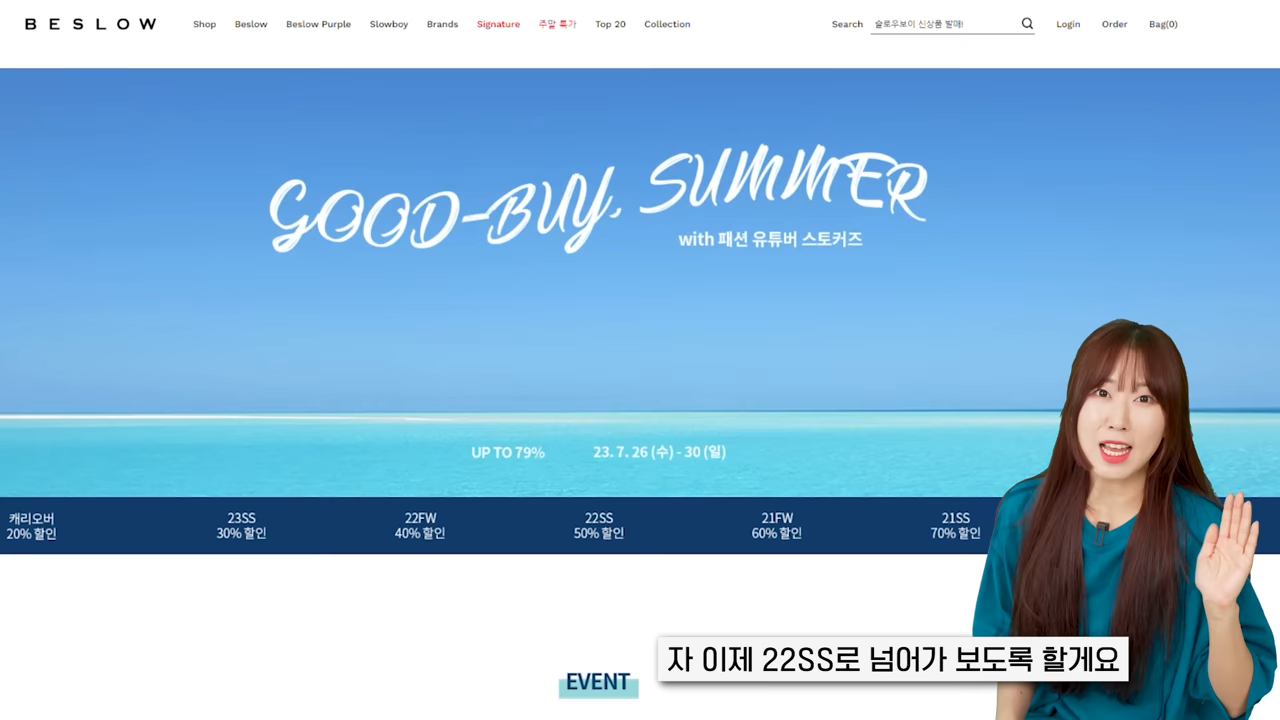 BESLOW
Shop Beslow Beslow Purple Slowboy Brands Signature 주말 특가 Top 20 Collection
Search 슬로우보이 신상품 발매! Login Order Bag(0)
GOOD-BUY, SUMMER
with 패션 유튜버 스토커즈
UP TO 79% 23. 7. 26 (수) - 30 (일)
캐리오버 23SS 22FW 22SS 21FW 21SS
20% 할인 30% 할인 40% 할인 50% 할인 60% 할인 70% 할인
자 이제 22SS로 넘어가 보도록 할게요
EVENT